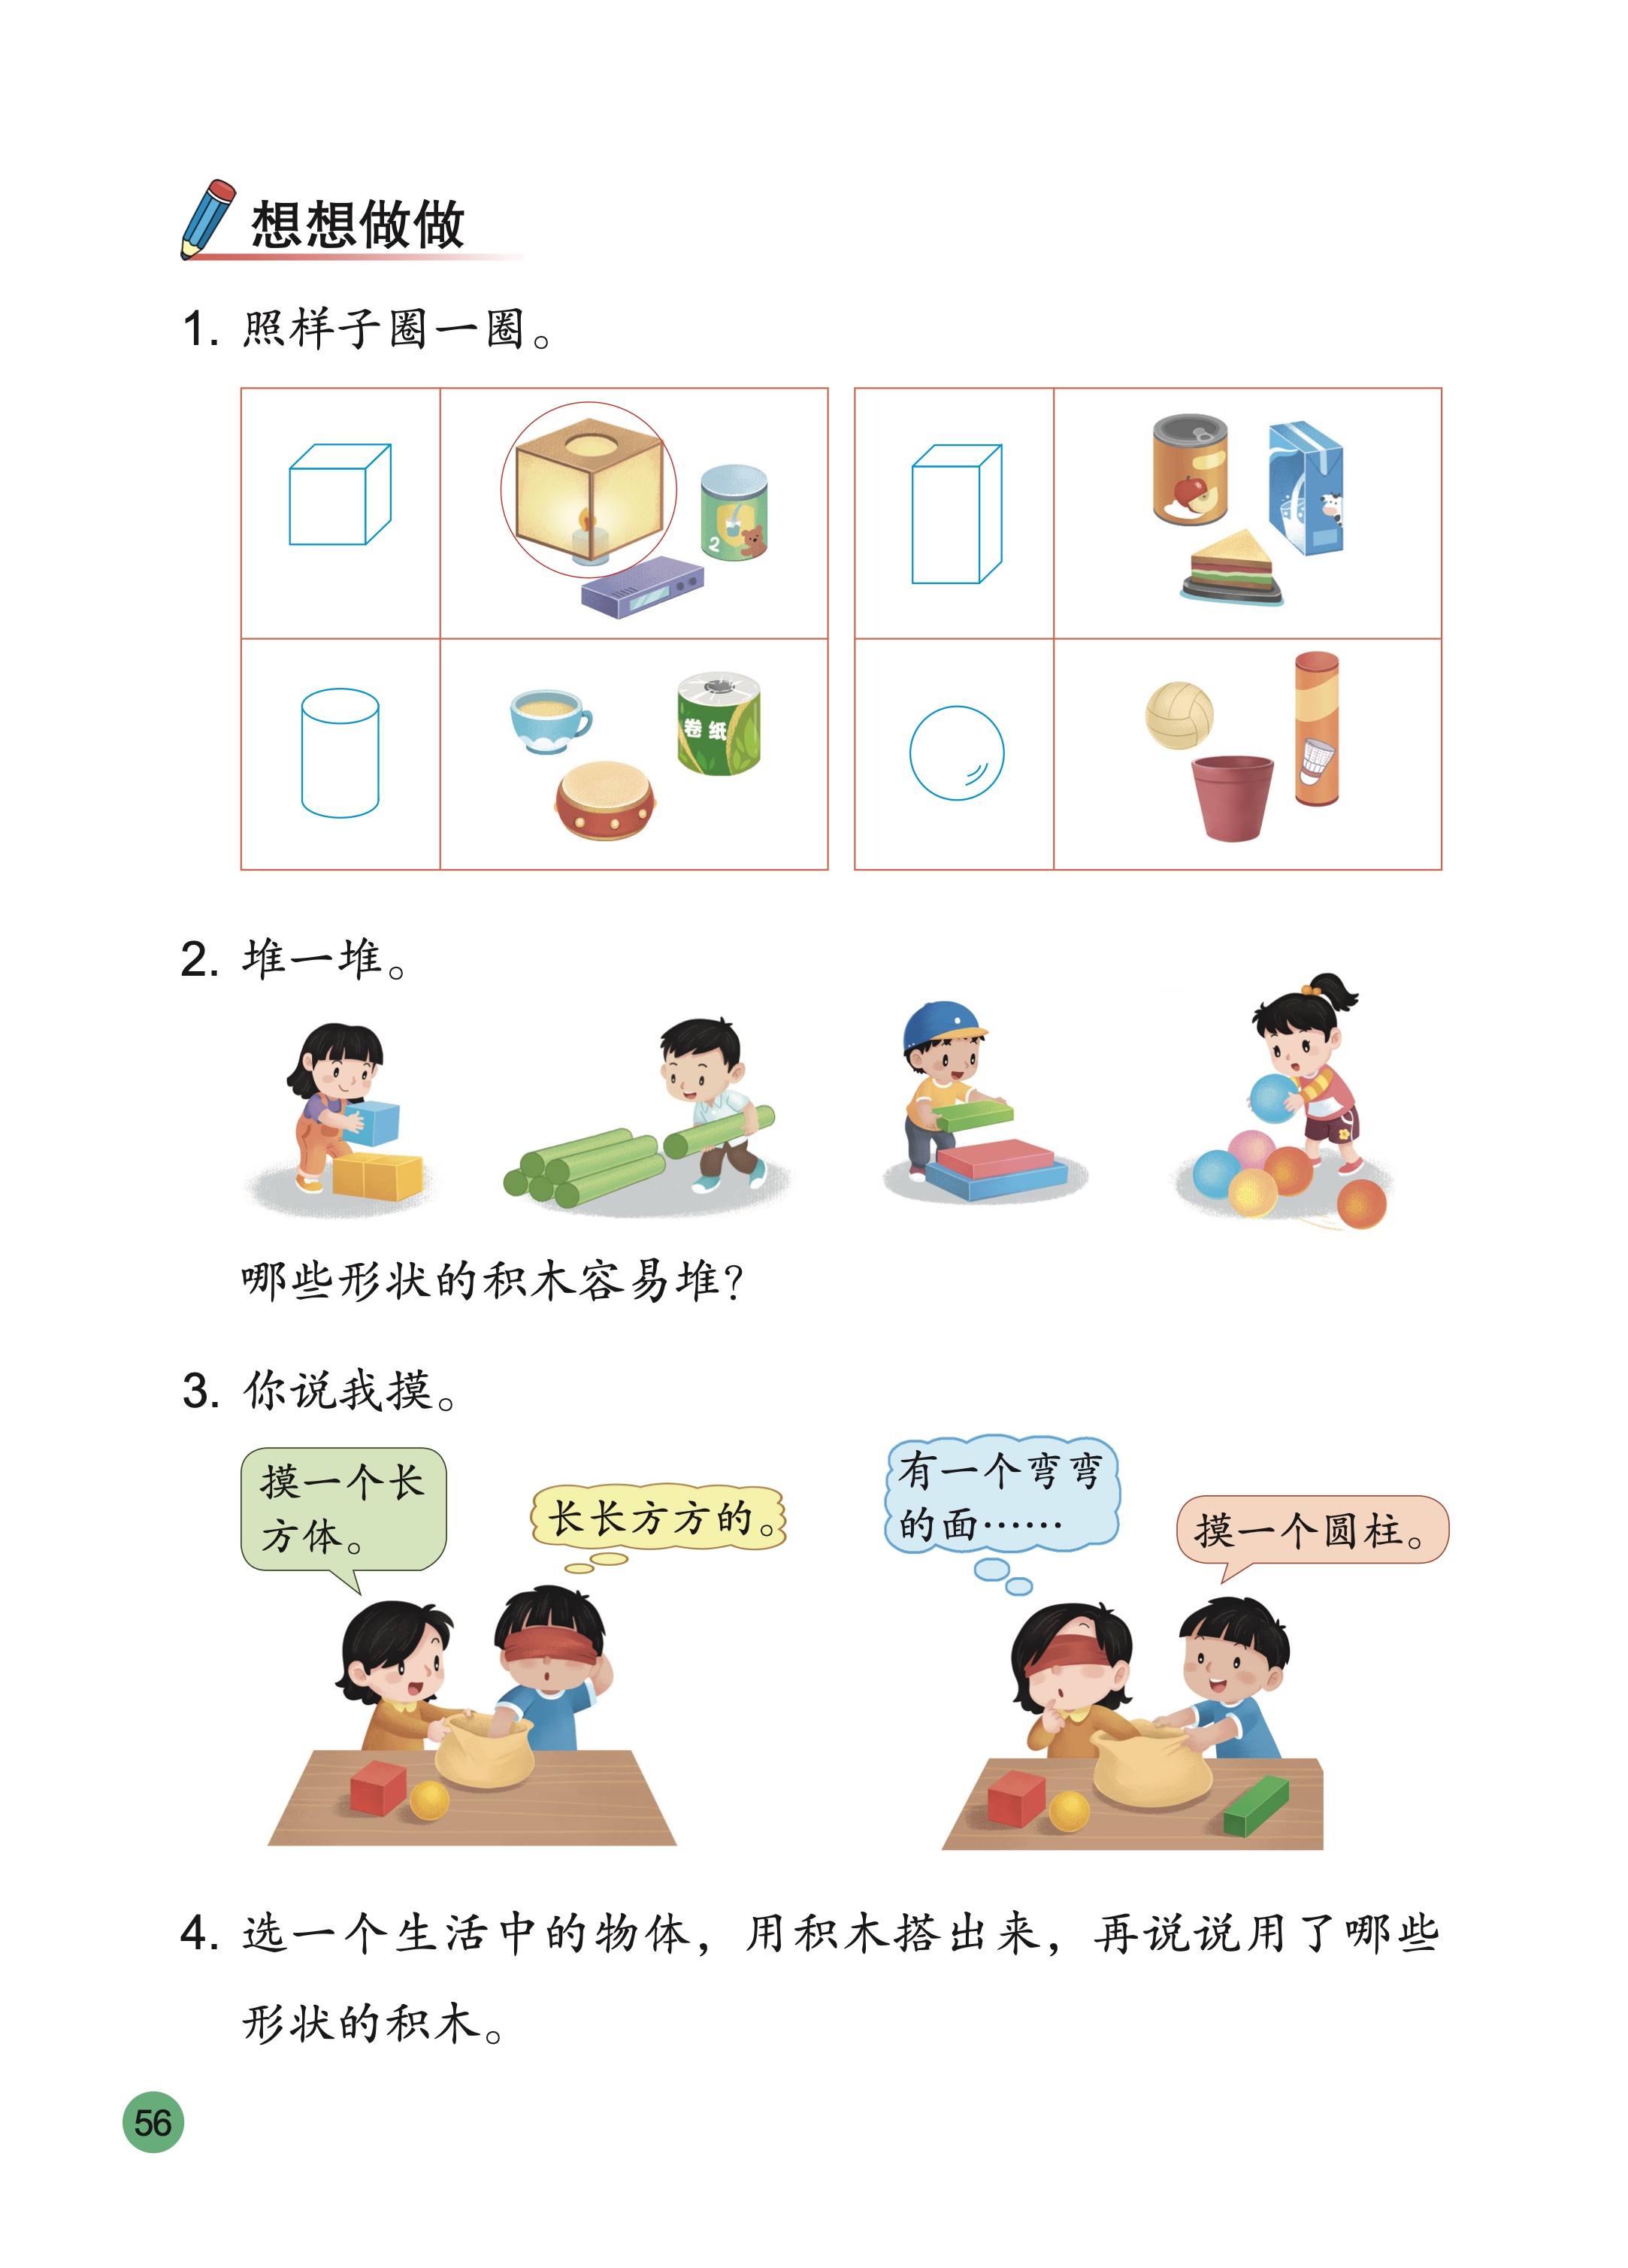 想想做做
1. 照样子圈一圈。
2
卷纸
2. 堆一堆。
哪些形状的积木容易堆？
3. 你说我摸。
摸一个长
方体。
长长方方的。
有一个弯弯
的面……
摸一个圆柱。
4. 选一个生活中的物体，用积木搭出来，再说说用了哪些
形状的积木。
56